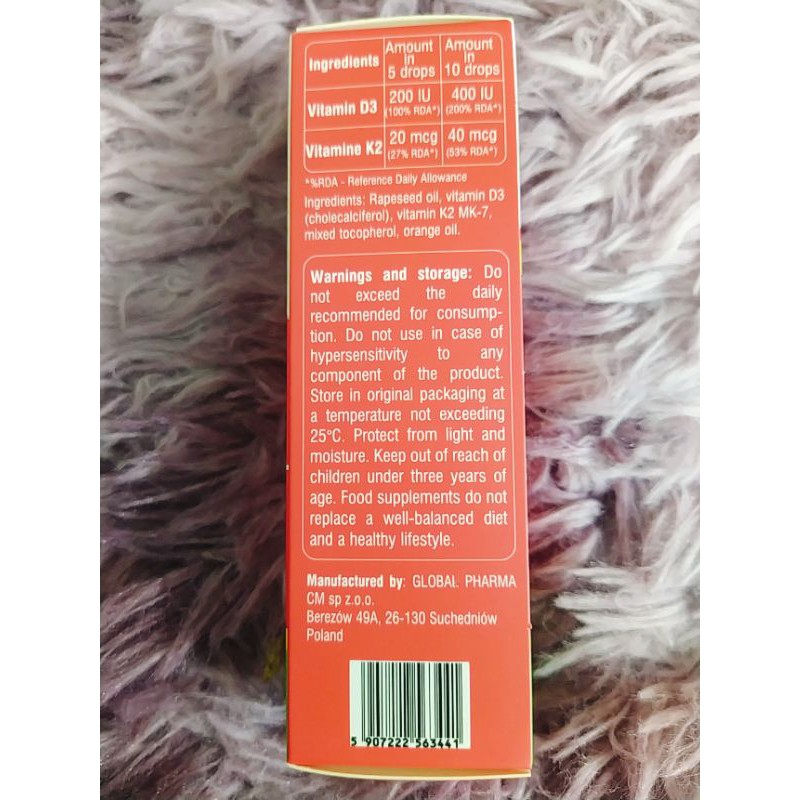 Ingredients Amount in 5 drops Amount in 10 drops
Vitamin D3 200 IU (100% RDA*) 400 IU (200% RDA*)
Vitamine K2 20 mcg (27% RDA*) 40 mcg (53% RDA*)
*%RDA - Reference Daily Allowance
Ingredients: Rapeseed oil, vitamin D3
(cholecalciferol), vitamin K2 MK-7,
mixed tocopherol, orange oil.
Warnings and storage: Do
not exceed the daily
recommended for consump-
tion. Do not use in case of
hypersensitivity to any
component of the product.
Store in original packaging at
a temperature not exceeding
25°C. Protect from light and
moisture. Keep out of reach of
children under three years of
age. Food supplements do not
replace a well-balanced diet
and a healthy lifestyle.
Manufactured by: GLOBAL PHARMA
CM sp z.o.o.
Berezów 49A, 26-130 Suchedniów
Poland
5 907222 563441